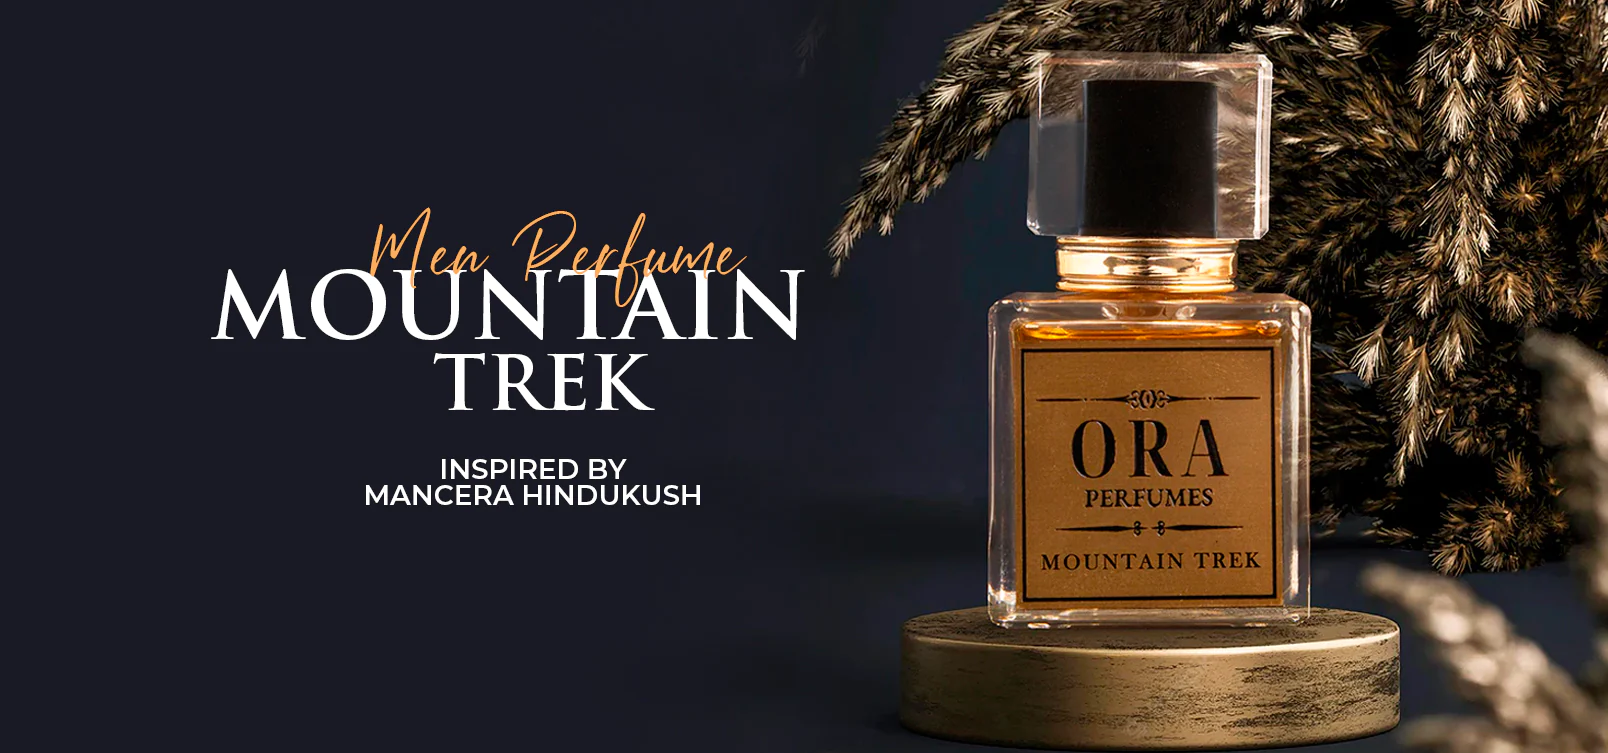 Men Perfume
MOUNTAIN
TREK
INSPIRED BY
MANCERA HINDUKUSH
ORA
PERFUMES
MOUNTAIN TREK